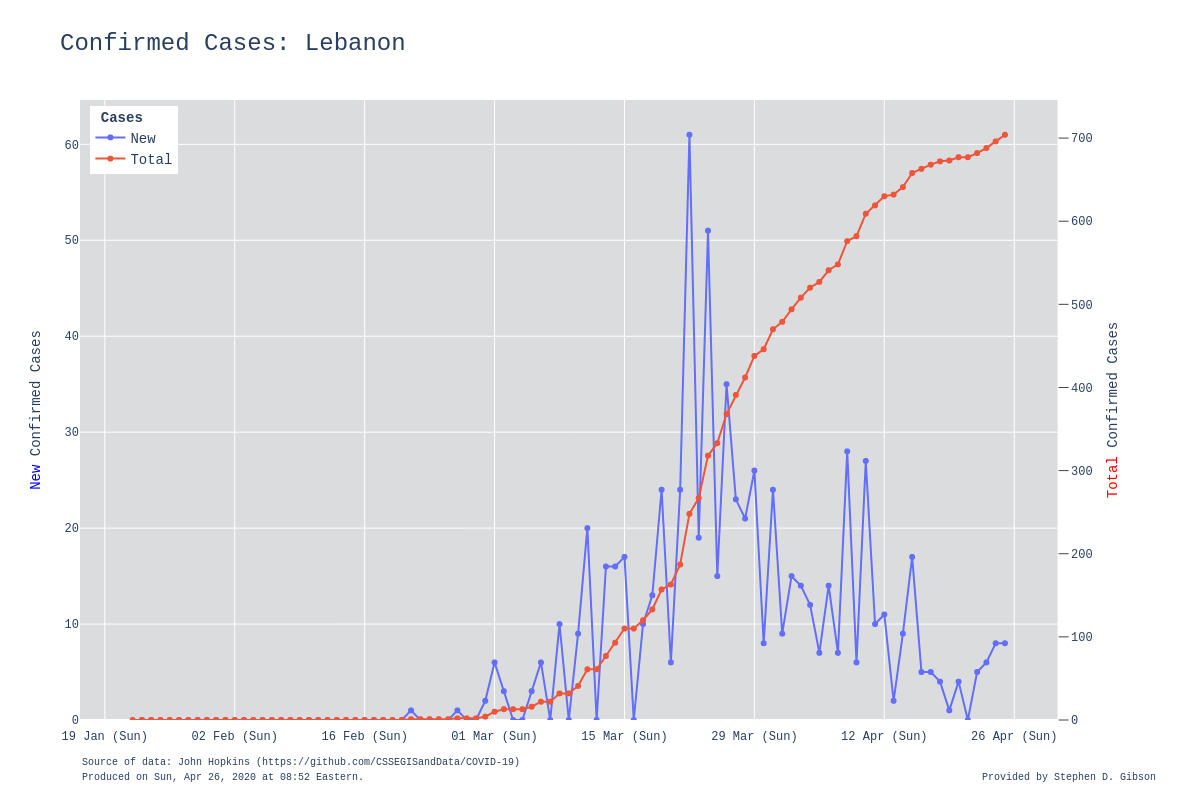 Confirmed Cases: Lebanon
Cases
New
Total
60
50
40
30
20
10
0
New Confirmed Cases
700
600
500
400
300
200
100
0
Total Confirmed Cases
19 Jan (Sun) 02 Feb (Sun) 16 Feb (Sun) 01 Mar (Sun) 15 Mar (Sun) 29 Mar (Sun) 12 Apr (Sun) 26 Apr (Sun)
Source of data: John Hopkins (https://github.com/CSSEGISandData/COVID-19)
Produced on Sun, Apr 26, 2020 at 08:52 Eastern.
Provided by Stephen D. Gibson